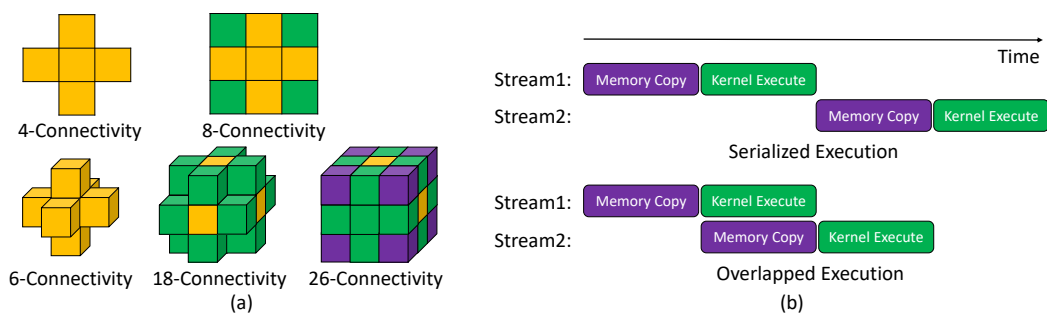 4-Connectivity
8-Connectivity
6-Connectivity
18-Connectivity
26-Connectivity
(a)
Time
Stream1: Memory Copy Kernel Execute
Stream2: Memory Copy Kernel Execute
Serialized Execution
Stream1: Memory Copy Kernel Execute
Stream2: Memory Copy Kernel Execute
Overlapped Execution
(b)